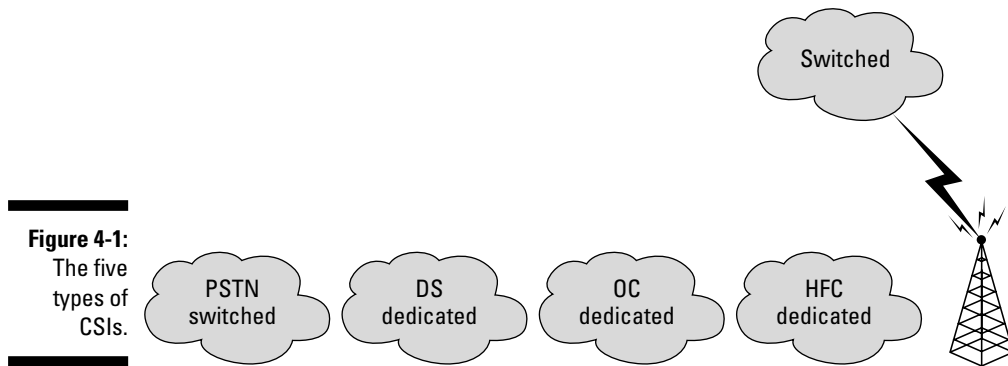 Switched
Figure 4-1:
The five
types of
CSIs.
PSTN
switched
DS
dedicated
OC
dedicated
HFC
dedicated